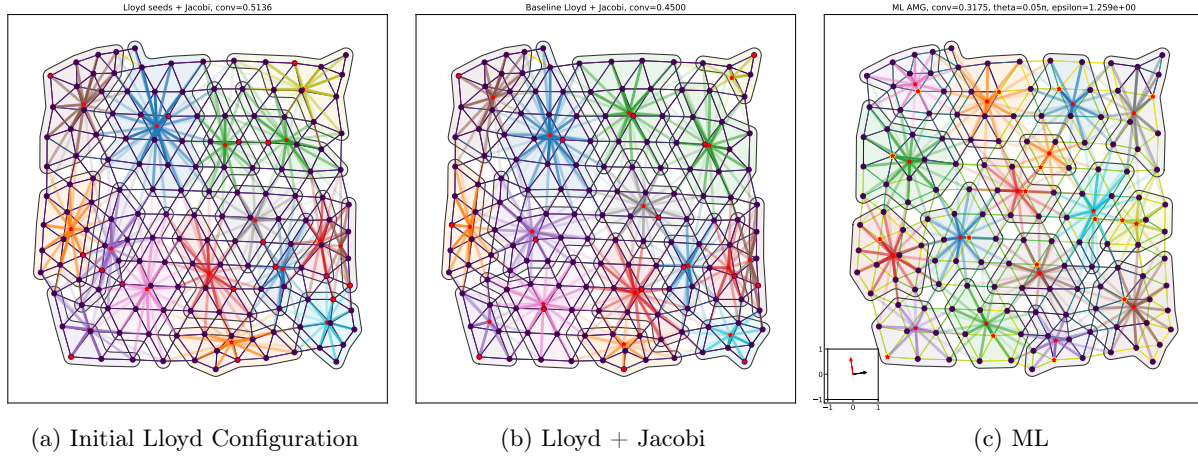 Lloyd seeds + Jacobi, conv=0.5136
Baseline Lloyd + Jacobi, conv=0.4500
ML AMG, conv=0.3175, theta=0.05π, epsilon=1.259e+00
1
0
−1
−1
0
1
(a) Initial Lloyd Configuration
(b) Lloyd + Jacobi
(c) ML